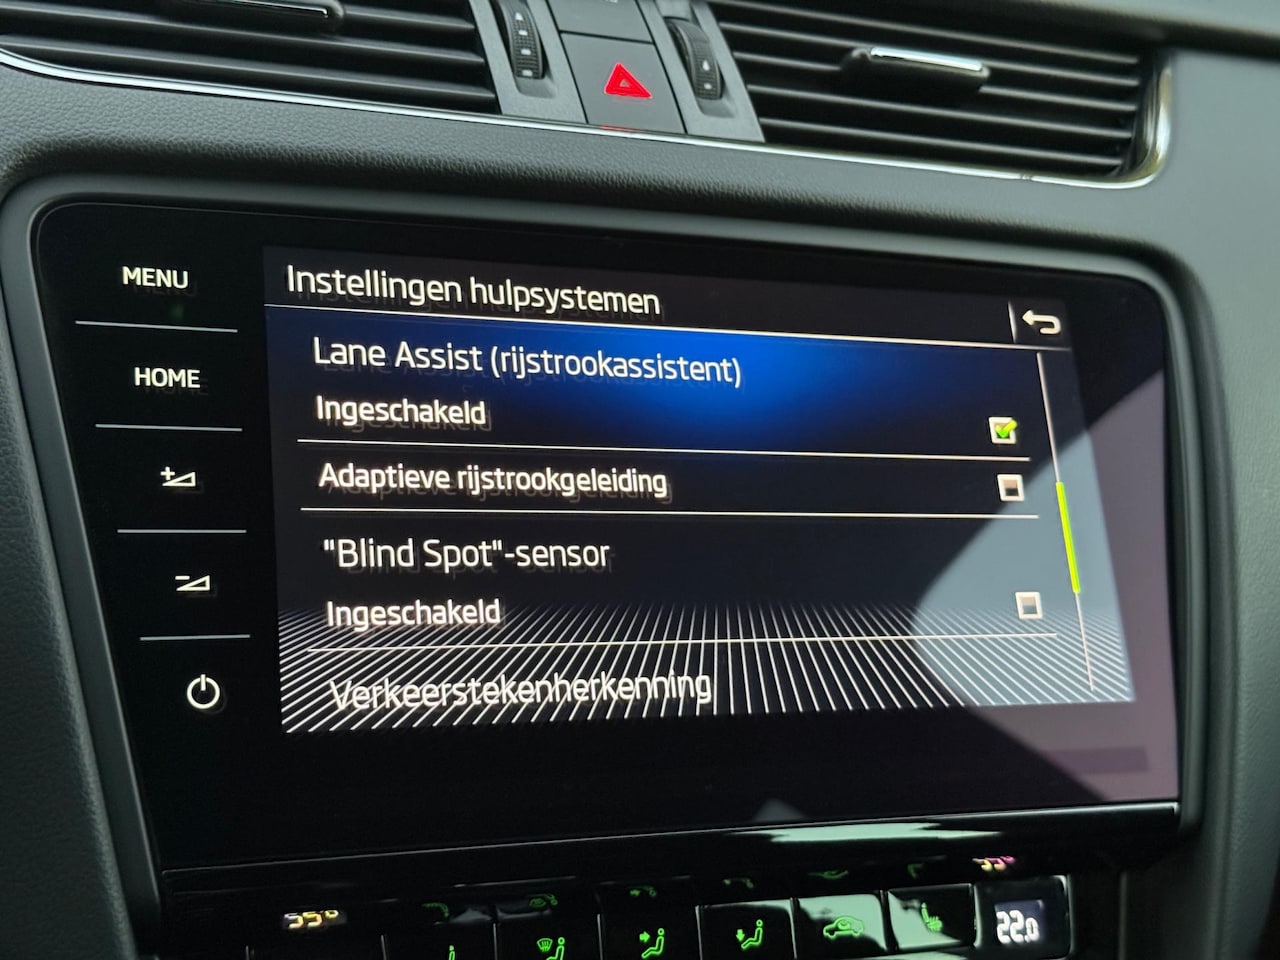 MENU
HOME
Instellingen hulpsystemen
Lane Assist (rijstrookassistent)
Ingeschakeld
Adaptieve rijstrookgeleiding
"Blind Spot"-sensor
Ingeschakeld
Verkeerstekenherkenning
22.0